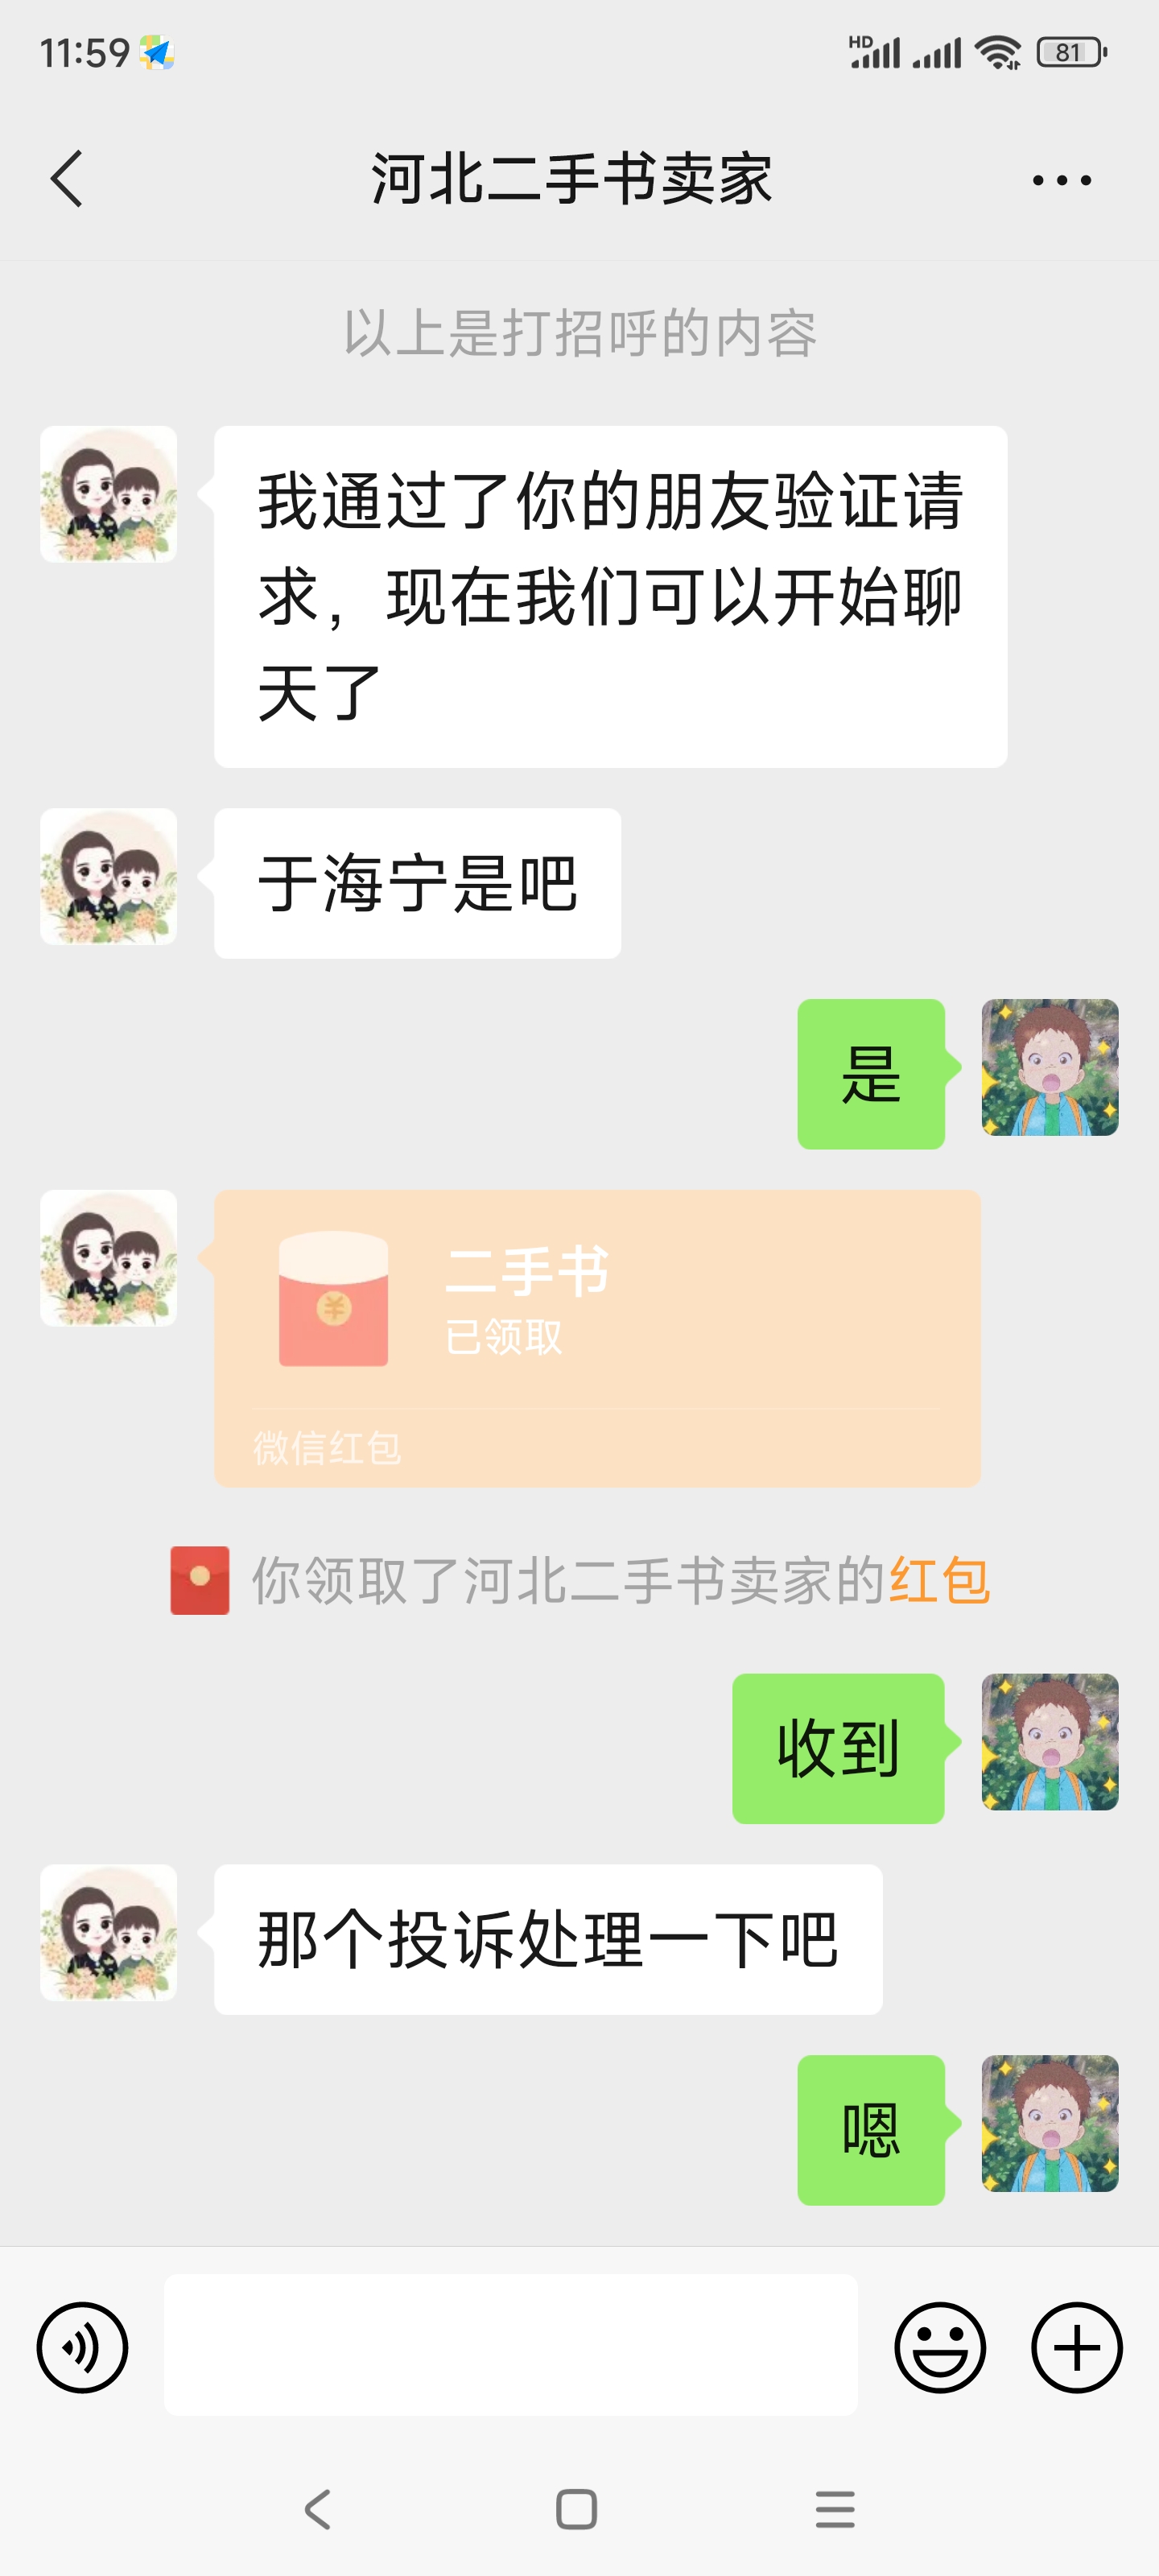 11:59
HD
81
河北二手书卖家
以上是打招呼的内容
我通过了你的朋友验证请
求，现在我们可以开始聊
天了
于海宁是吧
是
二手书
已领取
微信红包
你领取了河北二手书卖家的红包
收到
那个投诉处理一下吧
嗯